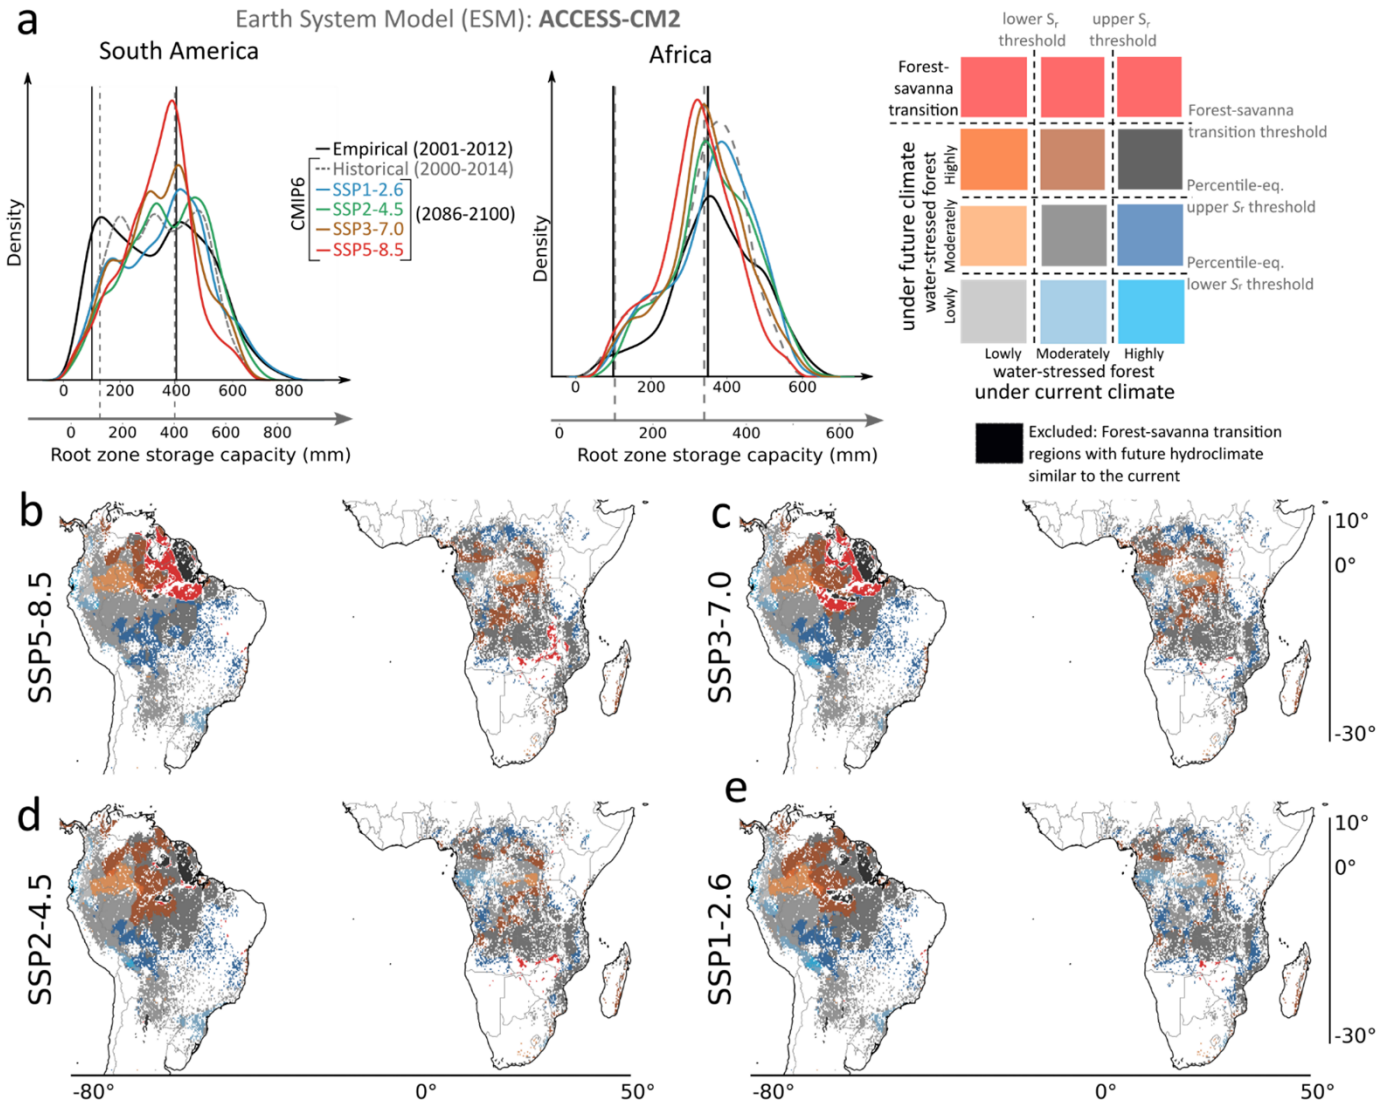 a
Earth System Model (ESM): ACCESS-CM2
South America
Africa
Density
0 200 400 600 800
0 200 400 600 800
Root zone storage capacity (mm)
Empirical (2001-2012)
Historical (2000-2014)
SSP1-2.6
SSP2-4.5
SSP3-7.0
SSP5-8.5
CMIP6
(2086-2100)
Density
0 200 400 600
0 200 400 600
Root zone storage capacity (mm)
lower Sr threshold
upper Sr threshold
Forest-
savanna
transition
Forest-savanna
transition threshold
Percentile-eq.
upper Sr threshold
Percentile-eq.
lower Sr threshold
under future climate
water-stressed forest
Highly
Moderately
Lowly
Lowly Moderately Highly
water-stressed forest
under current climate
Excluded: Forest-savanna transition
regions with future hydroclimate
similar to the current
b
SSP5-8.5
c
SSP3-7.0
10°
0°
-30°
d
SSP2-4.5
e
SSP1-2.6
10°
0°
-30°
-80° 0° 50°
-80° 0° 50°